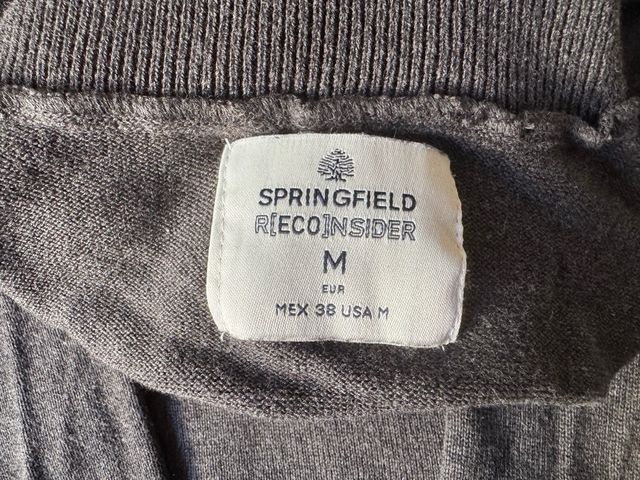 SPRINGFIELD
R[ECO]NSIDER
M
EUR
MEX 38 USA M